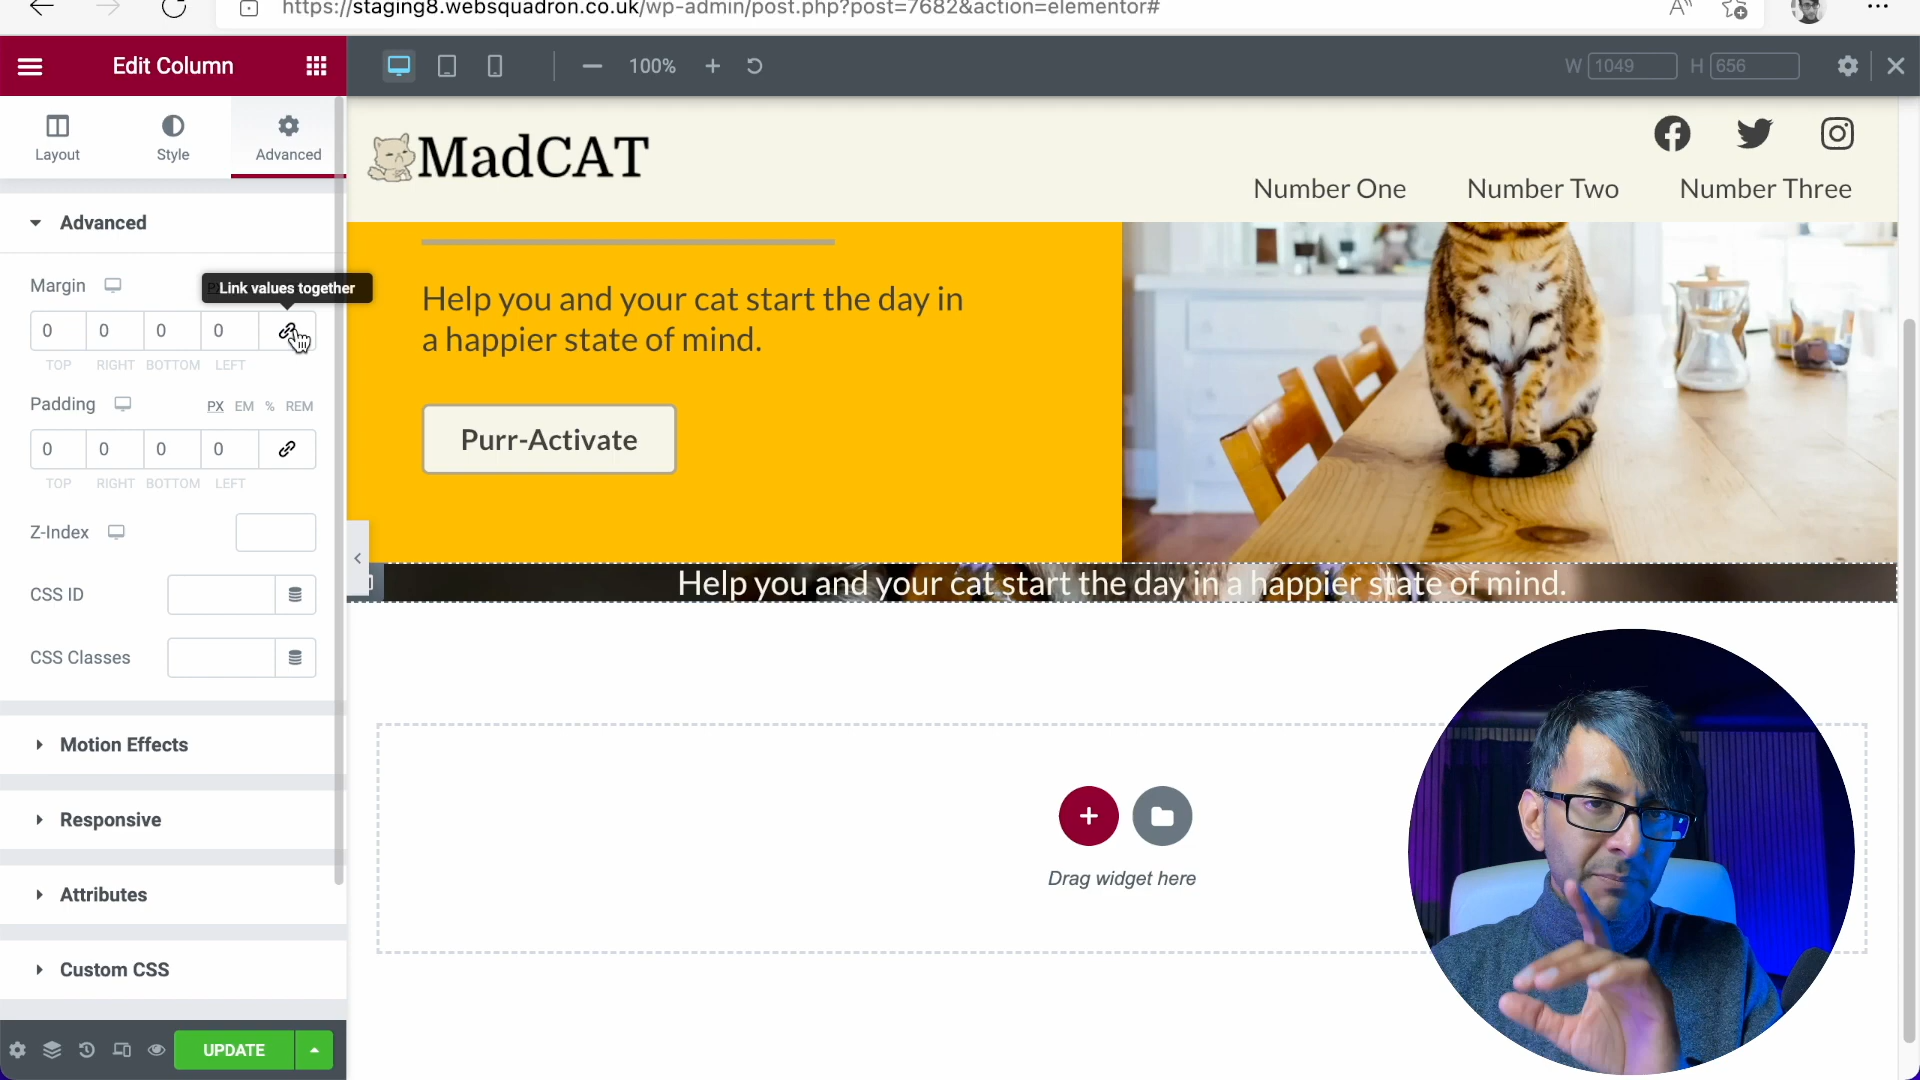 https://staging8.websquadron.co.uk/wp-admin/post.php?post=7682&action=elementor#
Edit Column
100%
W 1049 H 656
Layout
Style
Advanced
MadCAT
Number One
Number Two
Number Three
Advanced
Margin
Link values together
0 0 0 0
TOP RIGHT BOTTOM LEFT
Padding
PX EM % REM
0 0 0 0
TOP RIGHT BOTTOM LEFT
Z-Index
CSS ID
CSS Classes
Motion Effects
Responsive
Attributes
Custom CSS
UPDATE
Help you and your cat start the day in
a happier state of mind.
Purr-Activate
Help you and your cat start the day in a happier state of mind.
Drag widget here